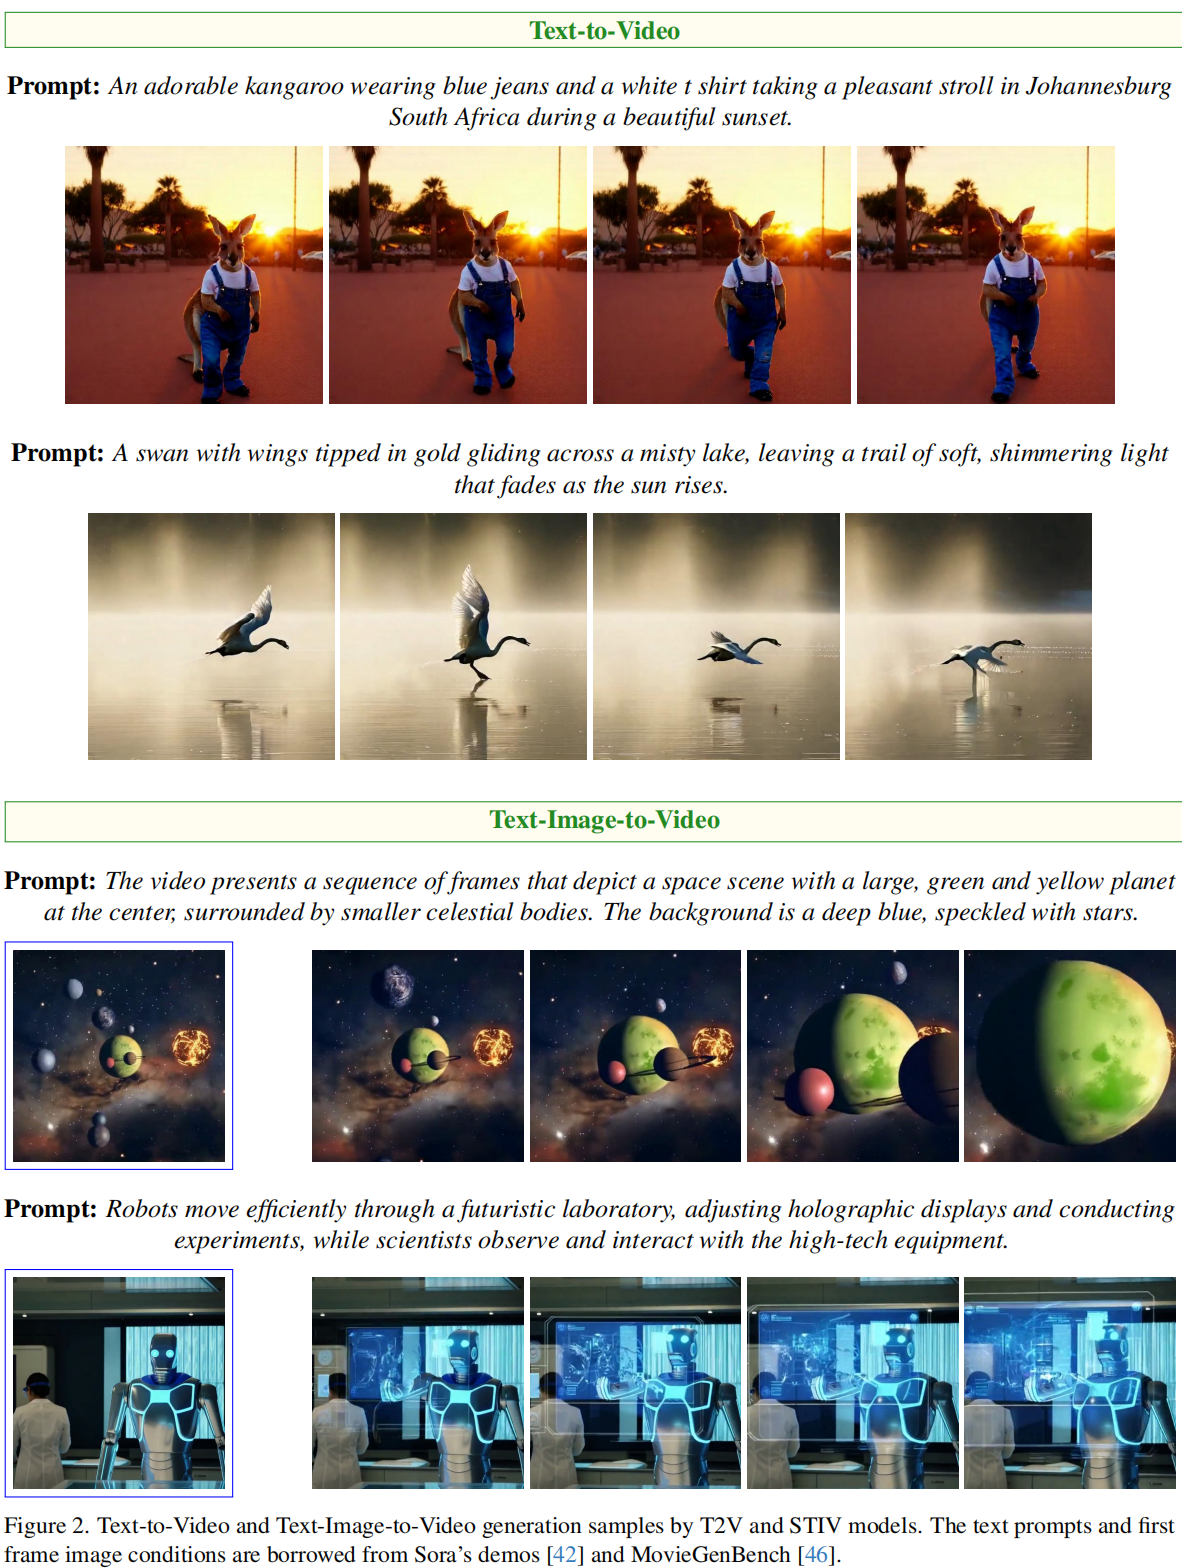 Text-to-Video
Prompt: An adorable kangaroo wearing blue jeans and a white t shirt taking a pleasant stroll in Johannesburg
South Africa during a beautiful sunset.
Prompt: A swan with wings tipped in gold gliding across a misty lake, leaving a trail of soft, shimmering light
that fades as the sun rises.
Text-Image-to-Video
Prompt: The video presents a sequence of frames that depict a space scene with a large, green and yellow planet
at the center, surrounded by smaller celestial bodies. The background is a deep blue, speckled with stars.
Prompt: Robots move efficiently through a futuristic laboratory, adjusting holographic displays and conducting
experiments, while scientists observe and interact with the high-tech equipment.
Figure 2. Text-to-Video and Text-Image-to-Video generation samples by T2V and STIV models. The text prompts and first
frame image conditions are borrowed from Sora's demos [42] and MovieGenBench [46].